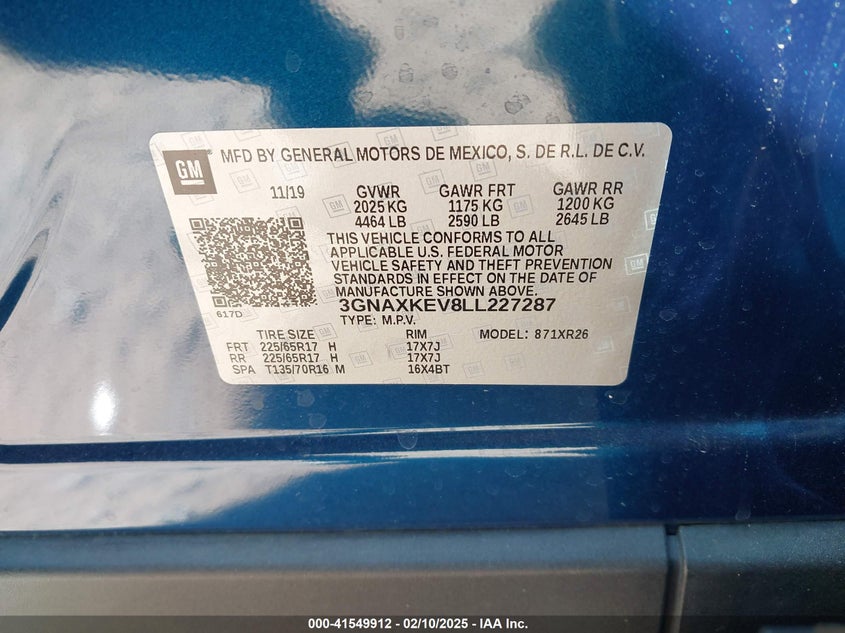 GM MFD BY GENERAL MOTORS DE MEXICO, S. DE R.L. DE C.V.
11/19 GVWR GAWR FRT GAWR RR
2025 KG 1175 KG 1200 KG
4464 LB 2590 LB 2645 LB
THIS VEHICLE CONFORMS TO ALL
APPLICABLE U.S. FEDERAL MOTOR
VEHICLE SAFETY AND THEFT PREVENTION
STANDARDS IN EFFECT ON THE DATE OF
MANUFACTURE SHOWN ABOVE.
617D 3GNAXKEV8LL227287
TYPE: M.P.V.
TIRE SIZE RIM MODEL: 871XR26
FRT 225/65R17 H 17X7J
RR 225/65R17 H 17X7J
SPA T135/70R16 M 16X4BT
000-41549912 — 02/10/2025 — IAA Inc.